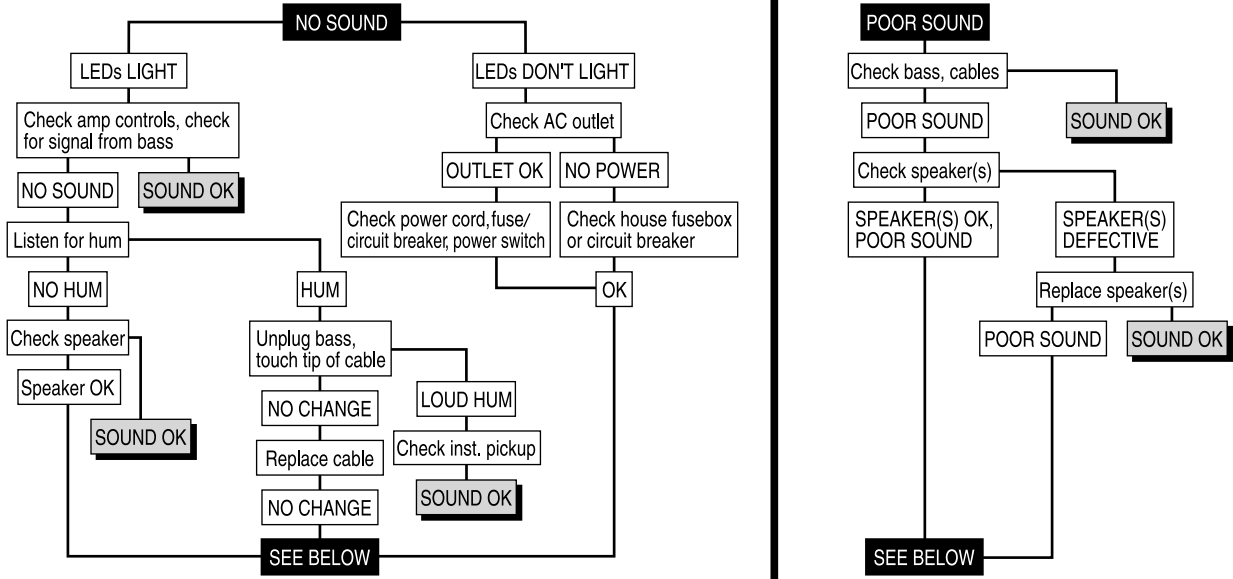 NO SOUND
LEDs LIGHT
LEDs DON'T LIGHT
Check amp controls, check
for signal from bass
Check AC outlet
NO SOUND
SOUND OK
OUTLET OK
NO POWER
Listen for hum
Check power cord, fuse/
circuit breaker, power switch
Check house fusebox
or circuit breaker
NO HUM
HUM
OK
Check speaker
Unplug bass,
touch tip of cable
Speaker OK
NO CHANGE
LOUD HUM
SOUND OK
Replace cable
Check inst. pickup
NO CHANGE
SOUND OK
SEE BELOW
POOR SOUND
Check bass, cables
POOR SOUND
SOUND OK
Check speaker(s)
SPEAKER(S) OK,
POOR SOUND
SPEAKER(S)
DEFECTIVE
Replace speaker(s)
POOR SOUND
SOUND OK
SEE BELOW